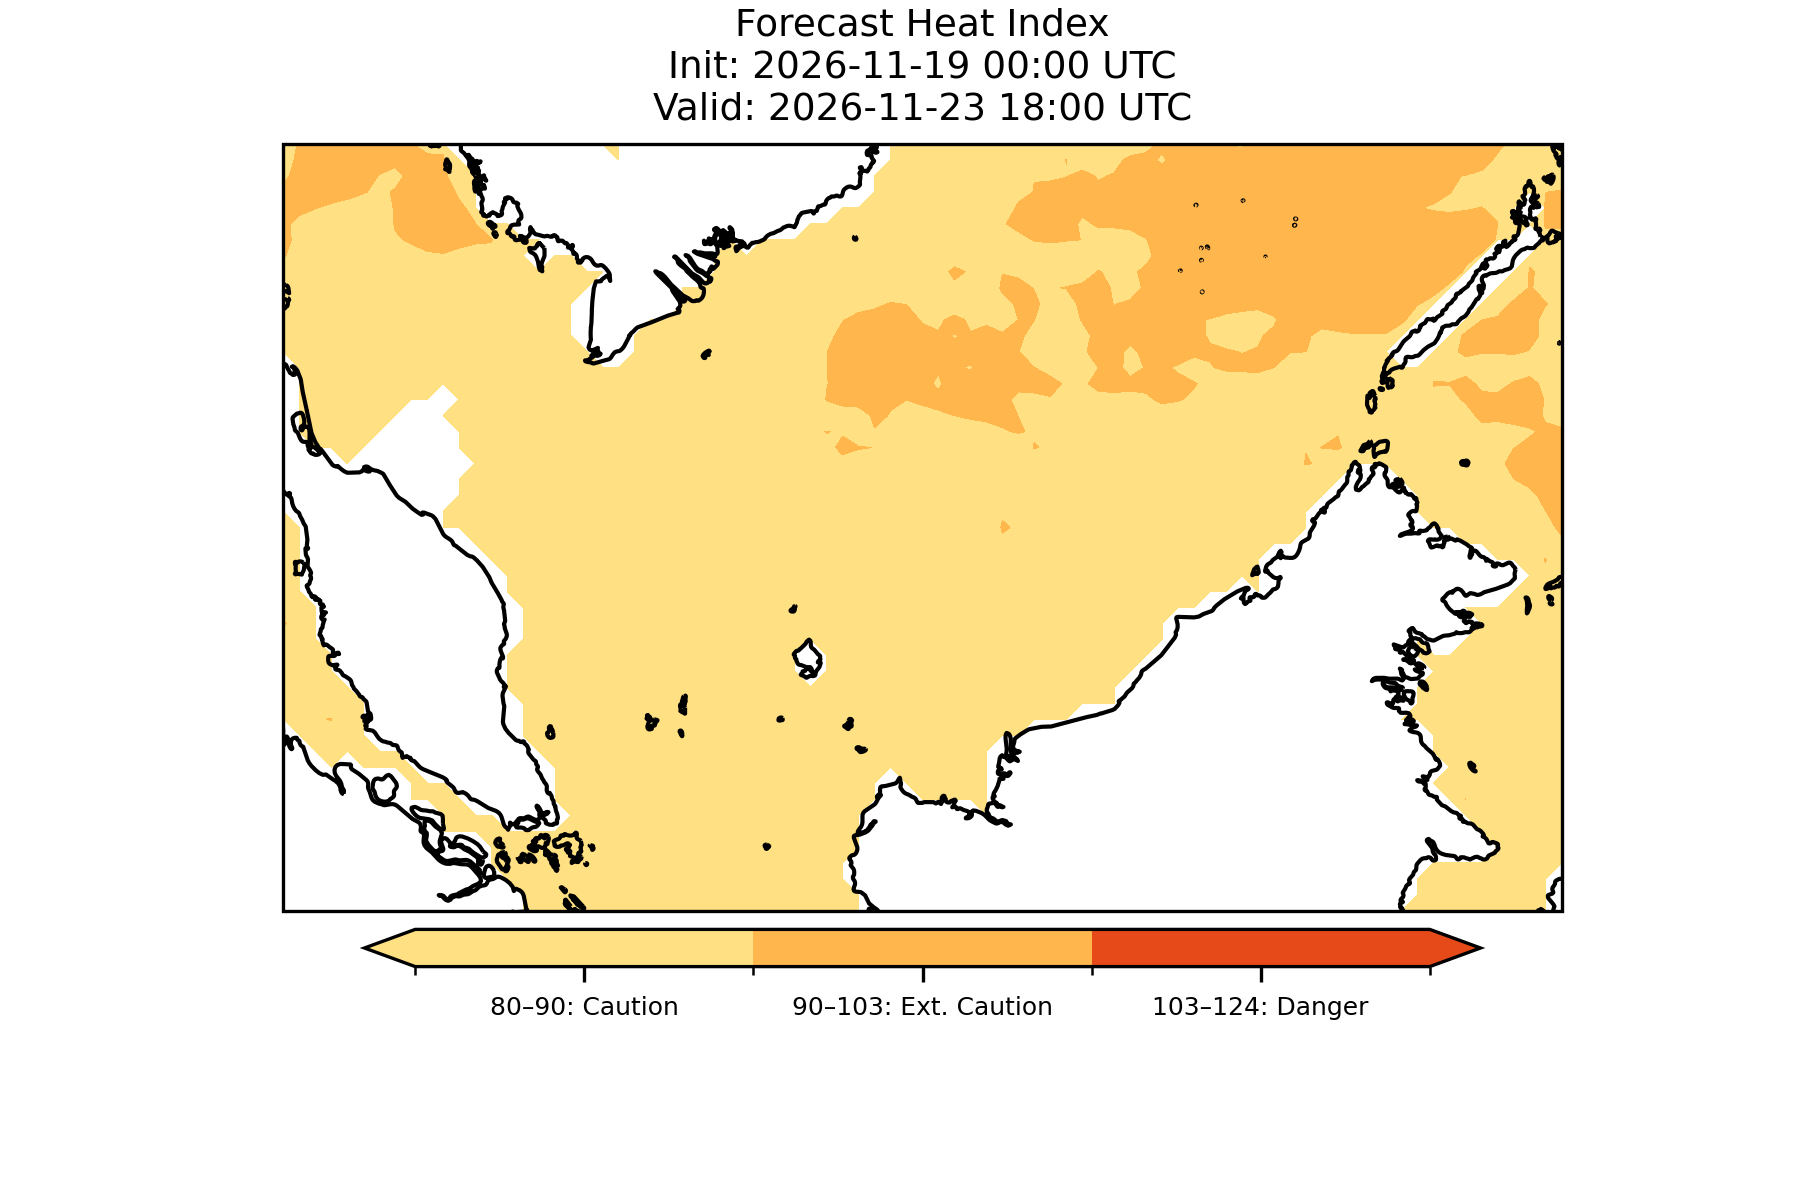 Forecast Heat Index
Init: 2026-11-19 00:00 UTC
Valid: 2026-11-23 18:00 UTC
80–90: Caution
90–103: Ext. Caution
103–124: Danger